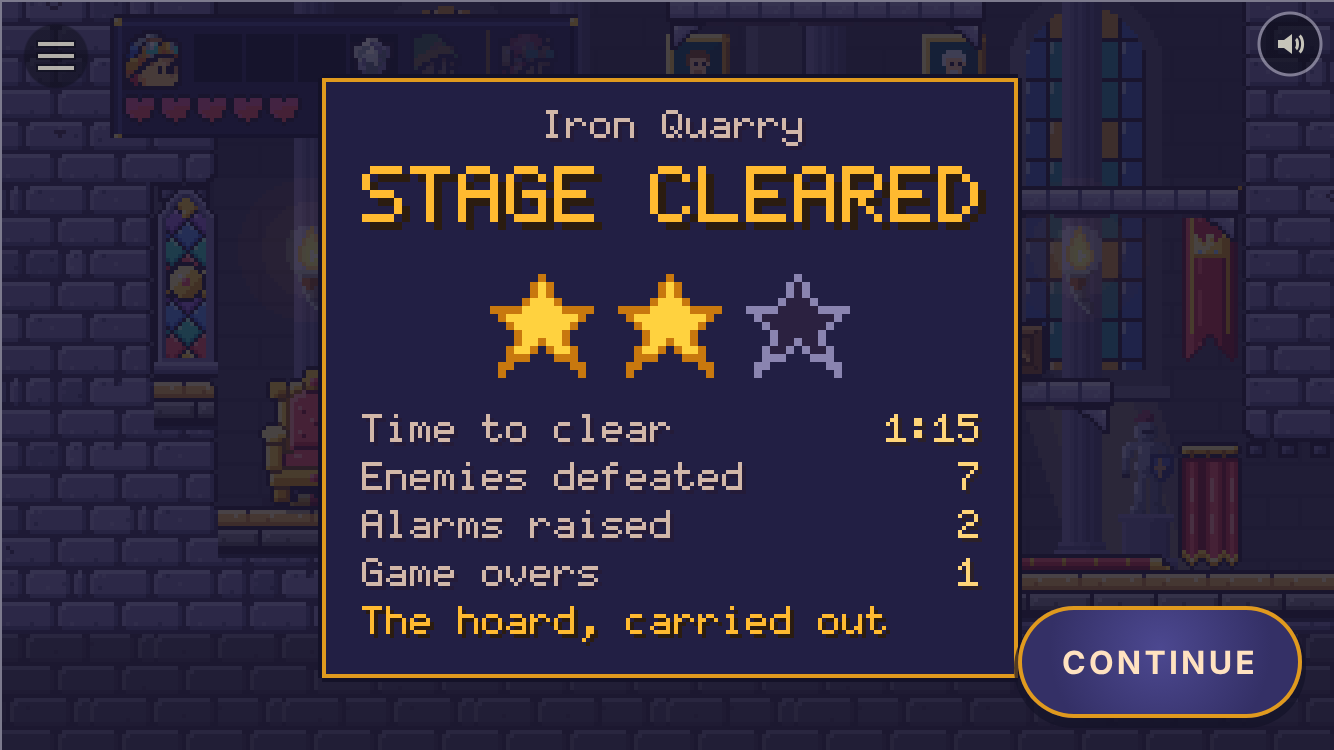 Iron Quarry
STAGE CLEARED
Time to clear 1:15
Enemies defeated 7
Alarms raised 2
Game overs 1
The hoard, carried out
CONTINUE